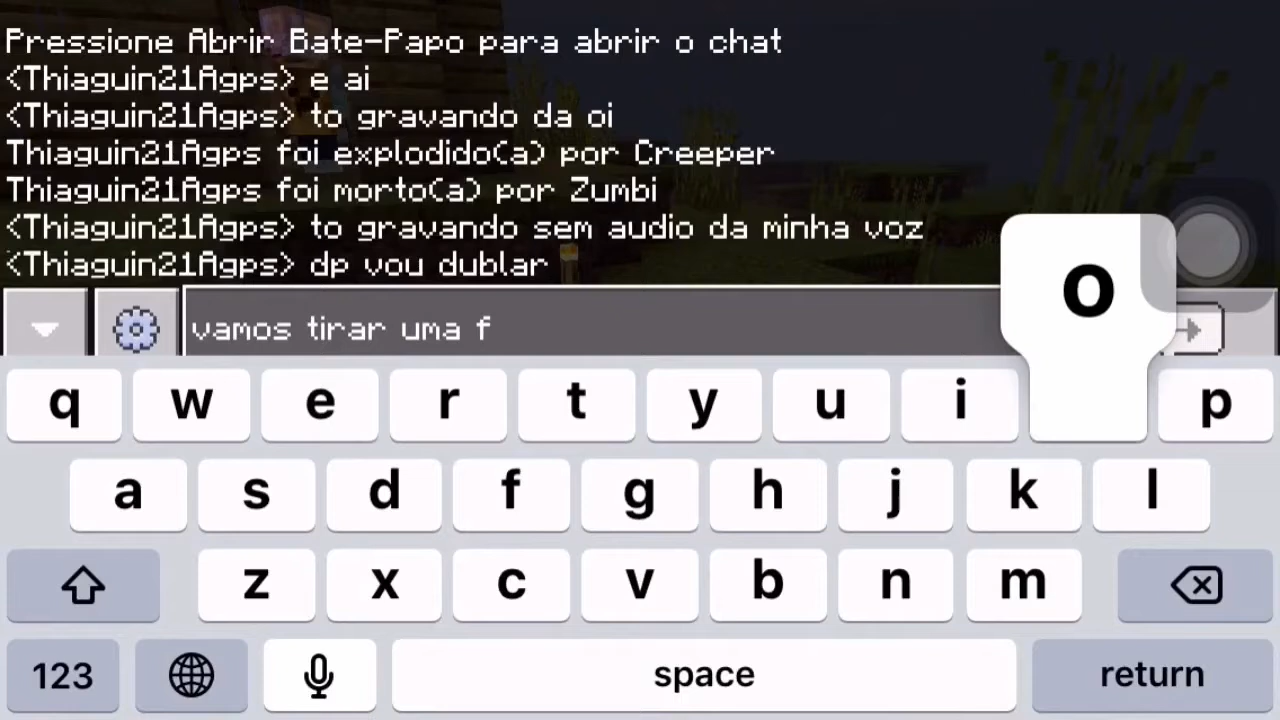 Pressione Abrir Bate-Papo para abrir o chat
<Thiaguin21Agps> e ai
<Thiaguin21Agps> to gravando da oi
Thiaguin21Agps foi explodido(a) por Creeper
Thiaguin21Agps foi morto(a) por Zumbi
<Thiaguin21Agps> to gravando sem audio da minha voz
<Thiaguin21Agps> dp vou dublar
vamos tirar uma f
q w e r t y u i o p
a s d f g h j k l
z x c v b n m
123 space return